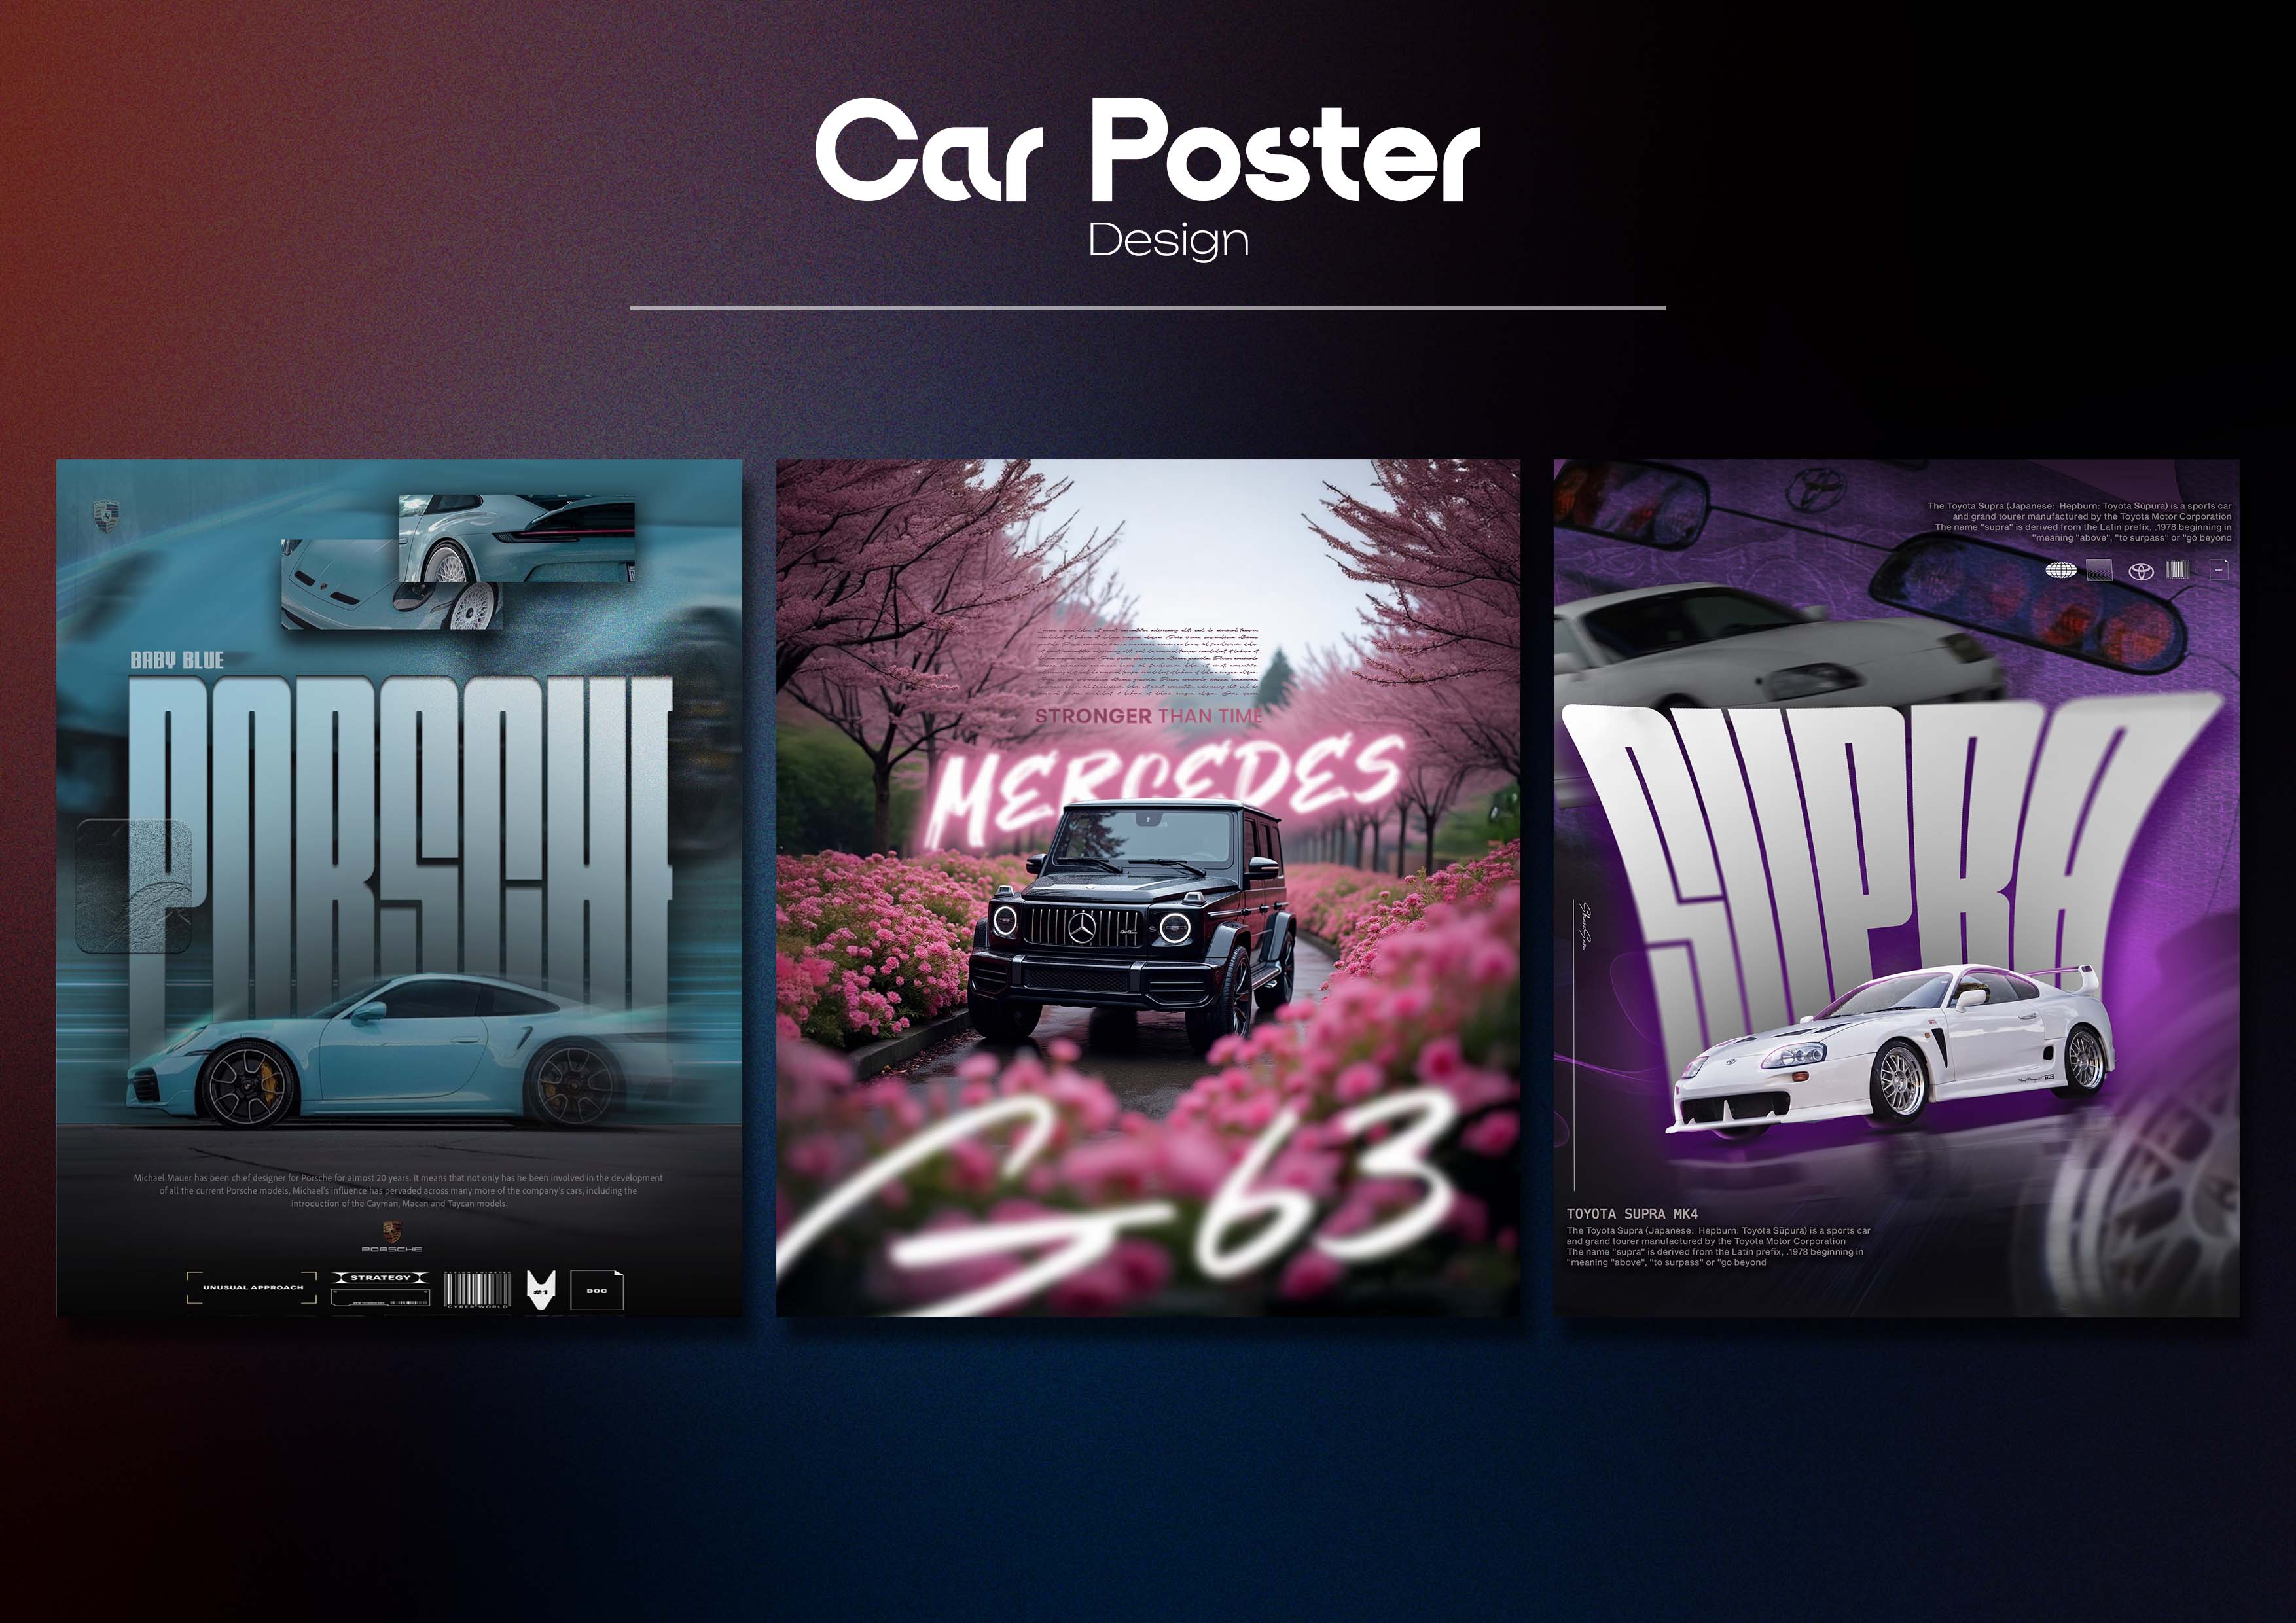 Car Poster
Design
BABY BLUE
PORSCHE
Michael Mauer has been chief designer for Porsche for almost 20 years. It means that not only has he been involved in the development
of all the current Porsche models, Michael's influence has pervaded across many more of the company's cars, including the
introduction of the Cayman, Macan and Taycan models.
PORSCHE
UNUSUAL APPROACH
STRATEGY
CYBER WORLD
#1
DOC
STRONGER THAN TIME
MERCEDES
G 63
The Toyota Supra (Japanese: Hepburn: Toyota Sūpura) is a sports car
and grand tourer manufactured by the Toyota Motor Corporation
The name "supra" is derived from the Latin prefix, .1978 beginning in
"meaning "above", "to surpass" or "go beyond
SUPRA
TOYOTA SUPRA MK4
The Toyota Supra (Japanese: Hepburn: Toyota Sūpura) is a sports car
and grand tourer manufactured by the Toyota Motor Corporation
The name "supra" is derived from the Latin prefix, .1978 beginning in
"meaning "above", "to surpass" or "go beyond